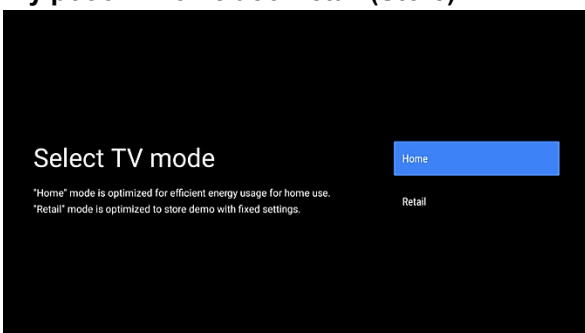 Select TV mode
"Home" mode is optimized for efficient energy usage for home use.
"Retail" mode is optimized to store demo with fixed settings.
Home
Retail